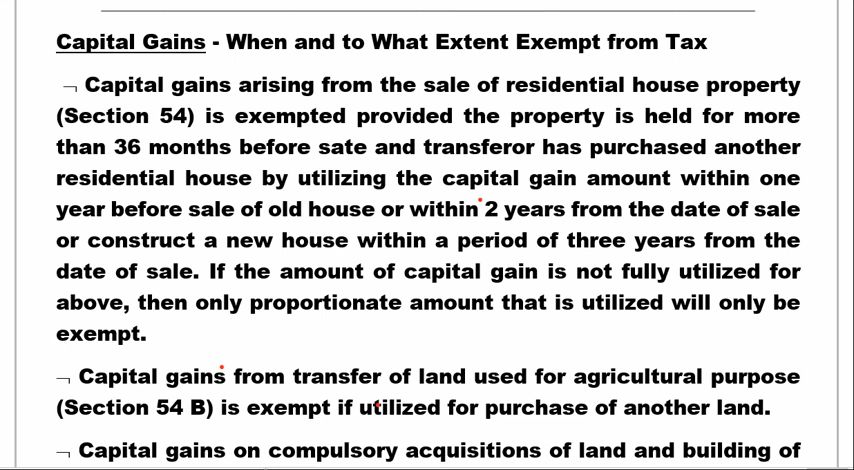 Capital Gains - When and to What Extent Exempt from Tax
¬ Capital gains arising from the sale of residential house property
(Section 54) is exempted provided the property is held for more
than 36 months before sate and transferor has purchased another
residential house by utilizing the capital gain amount within one
year before sale of old house or within 2 years from the date of sale
or construct a new house within a period of three years from the
date of sale. If the amount of capital gain is not fully utilized for
above, then only proportionate amount that is utilized will only be
exempt.
¬ Capital gains from transfer of land used for agricultural purpose
(Section 54 B) is exempt if utilized for purchase of another land.
¬ Capital gains on compulsory acquisitions of land and building of